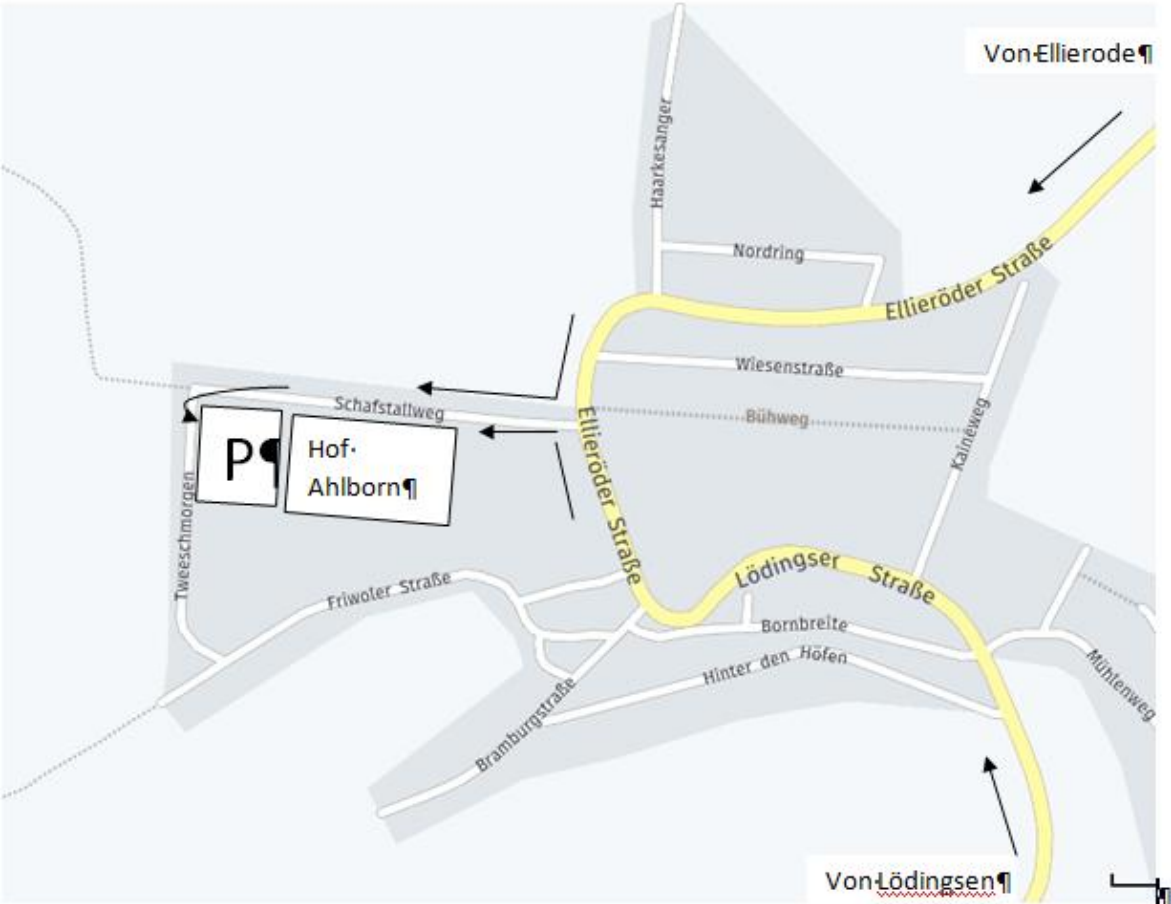 Von·Ellierode¶
Haarkesanger
Nordring
Ellieröder Straße
Wiesenstraße
Schafstallweg
Bühweg
Kaineweg
P¶
Hof·
Ahlborn¶
Ellieröder Straße
Tweeschmorgen
Friwoler Straße
Lödingser Straße
Bornbreite
Hinter den Höfen
Mühlenweg
Bramburgstraße
Von·Lödingsen¶
¶